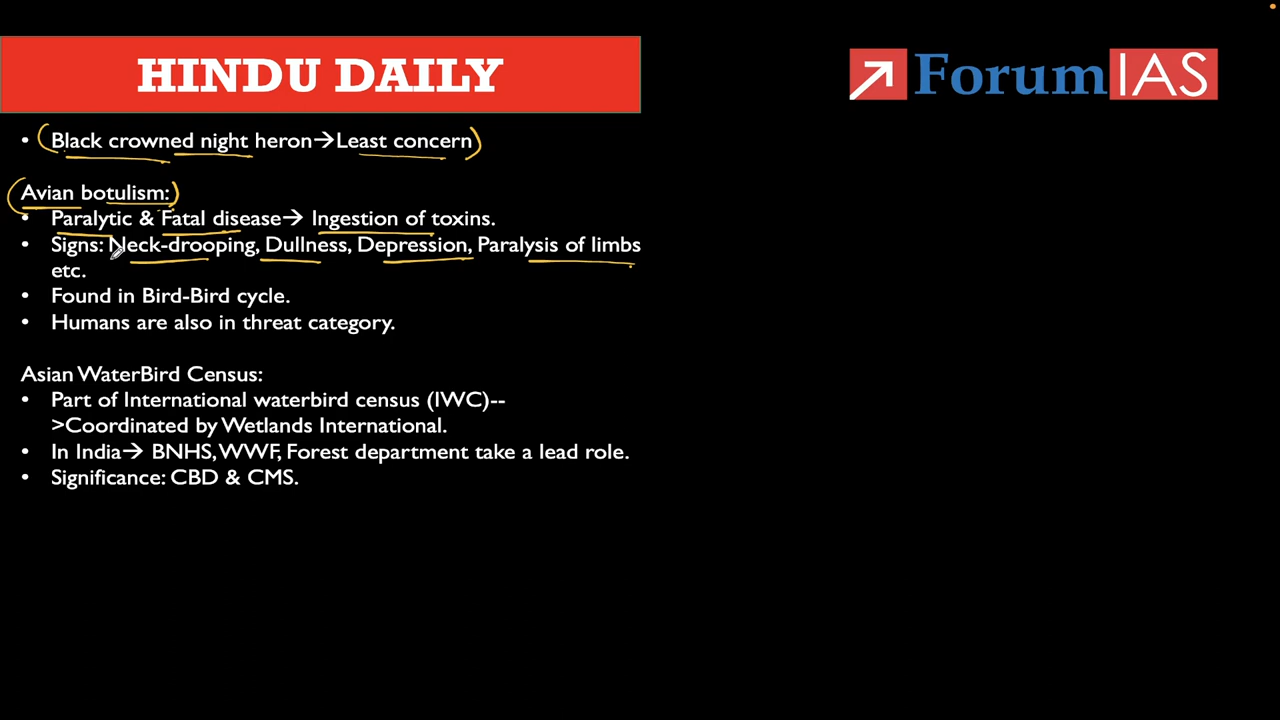 HINDU DAILY
ForumIAS
• Black crowned night heron→Least concern
Avian botulism:
• Paralytic & Fatal disease→ Ingestion of toxins.
• Signs: Neck-drooping, Dullness, Depression, Paralysis of limbs
etc.
• Found in Bird-Bird cycle.
• Humans are also in threat category.
Asian WaterBird Census:
• Part of International waterbird census (IWC)--
>Coordinated by Wetlands International.
• In India→ BNHS, WWF, Forest department take a lead role.
• Significance: CBD & CMS.